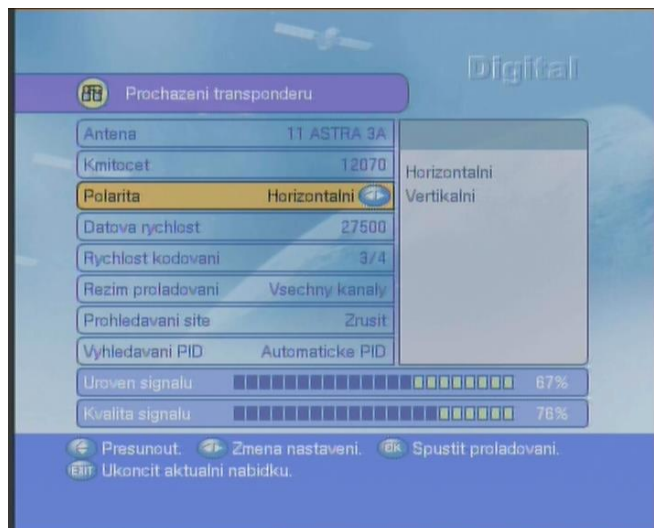 Digital
Prochazeni transponderu
Antena 11 ASTRA 3A
Kmitocet 12070
Polarita Horizontalni
Datova rychlost 27500
Rychlost kodovani 3/4
Rezim proladovani Vsechny kanaly
Prohledavani site Zrusit
Vyhledavani PID Automaticke PID
Horizontalni
Vertikalni
Uroven signalu 67%
Kvalita signalu 76%
Presunout. Zmena nastaveni. OK Spustit proladovani.
EXIT Ukoncit aktualni nabidku.